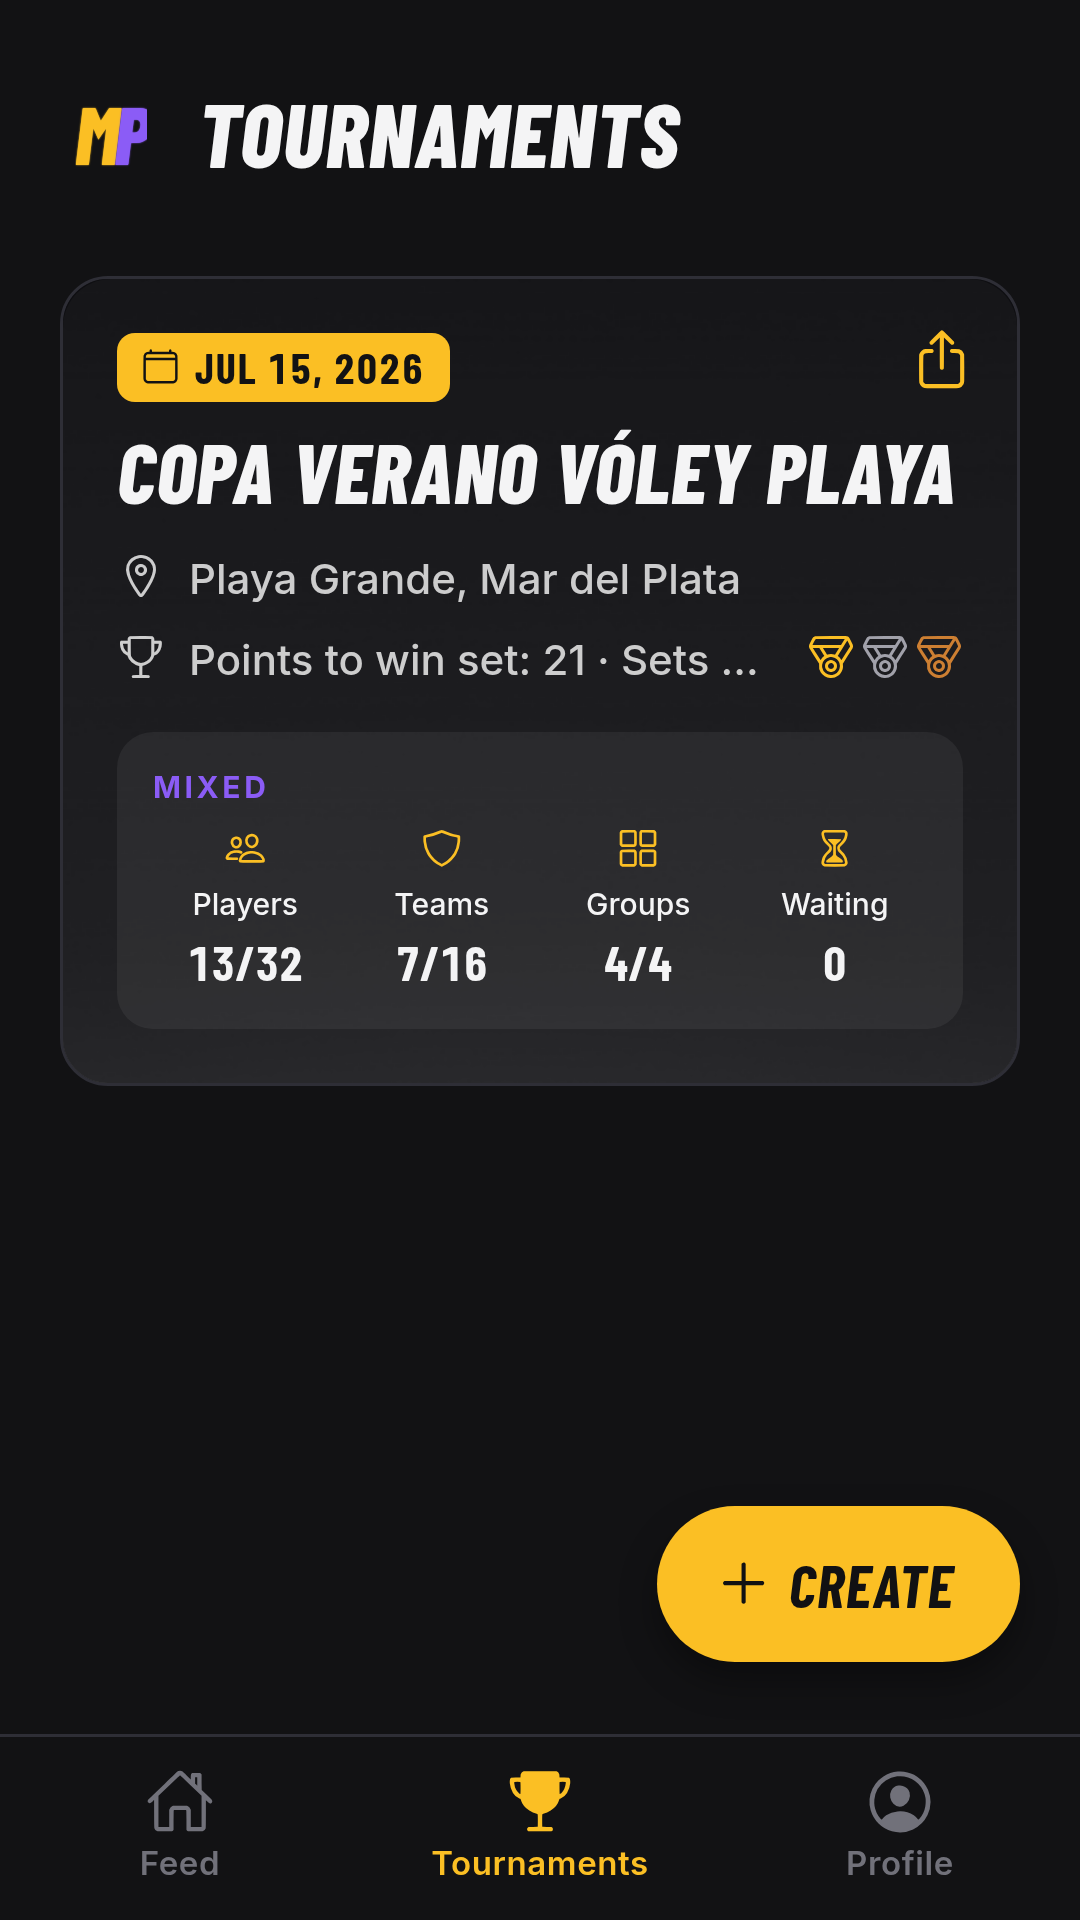 MP TOURNAMENTS
JUL 15, 2026
COPA VERANO VÓLEY PLAYA
Playa Grande, Mar del Plata
Points to win set: 21 · Sets ...
MIXED
Players Teams Groups Waiting
13/32 7/16 4/4 0
+ CREATE
Feed Tournaments Profile